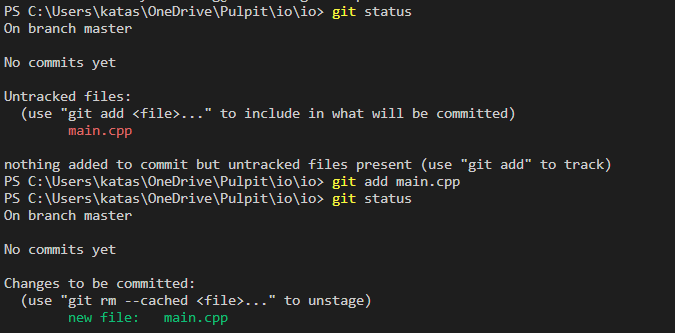 PS C:\Users\katas\OneDrive\Pulpit\io\io> git status
On branch master

No commits yet

Untracked files:
  (use "git add <file>..." to include in what will be committed)
        main.cpp

nothing added to commit but untracked files present (use "git add" to track)
PS C:\Users\katas\OneDrive\Pulpit\io\io> git add main.cpp
PS C:\Users\katas\OneDrive\Pulpit\io\io> git status
On branch master

No commits yet

Changes to be committed:
  (use "git rm --cached <file>..." to unstage)
        new file:   main.cpp